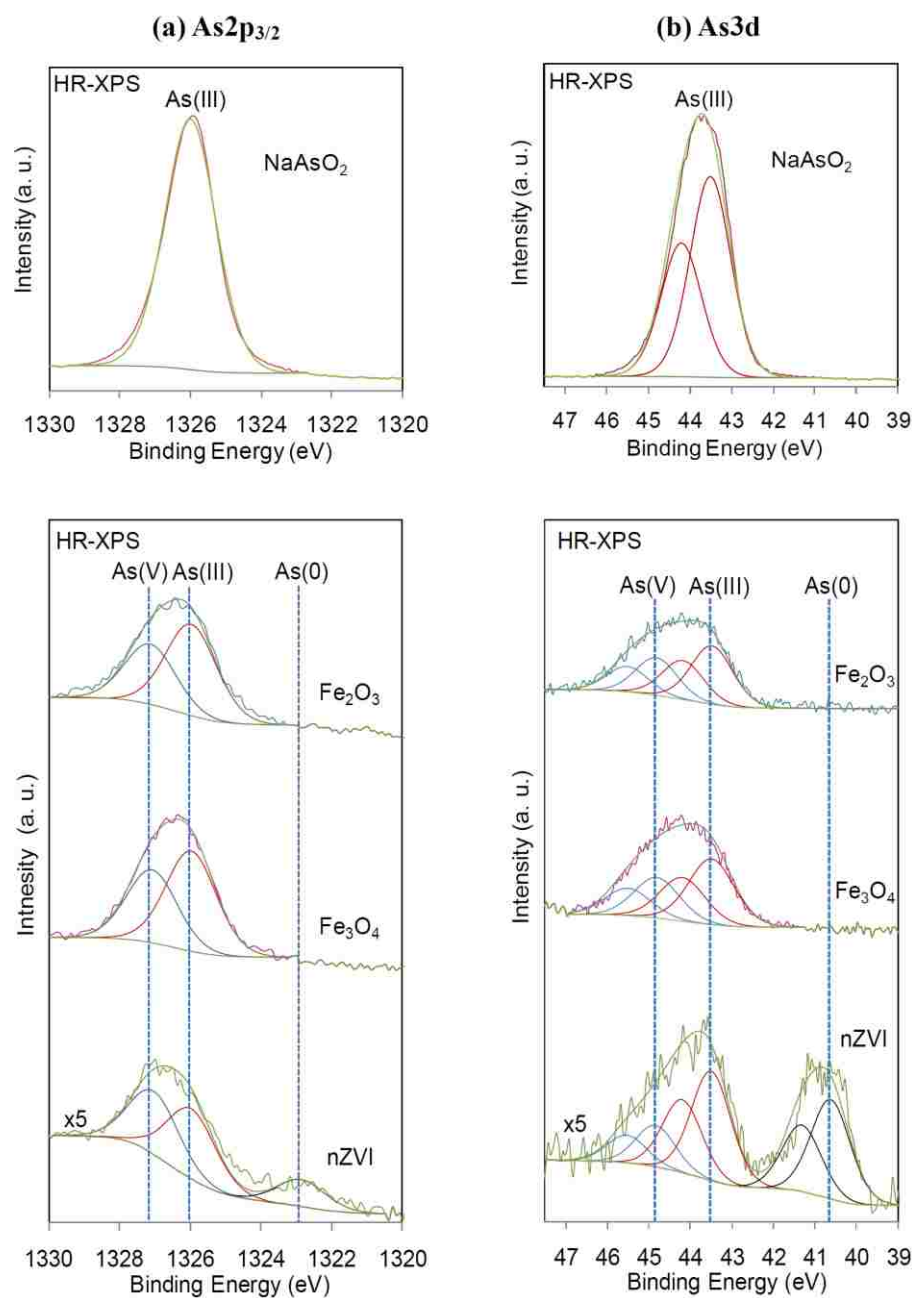 (a) As2p3/2
(b) As3d
HR-XPS
As(III)
NaAsO2
Intensity (a. u.)
1330 1328 1326 1324 1322 1320
Binding Energy (eV)
HR-XPS
As(III)
NaAsO2
Intensity (a. u.)
47 46 45 44 43 42 41 40 39
Binding Energy (eV)
HR-XPS
As(V) As(III) As(0)
Fe2O3
Fe3O4
x5
nZVI
Intnesity (a. u.)
1330 1328 1326 1324 1322 1320
Binding Energy (eV)
HR-XPS
As(V) As(III) As(0)
Fe2O3
Fe3O4
nZVI
x5
Intensity (a. u.)
47 46 45 44 43 42 41 40 39
Binding Energy (eV)